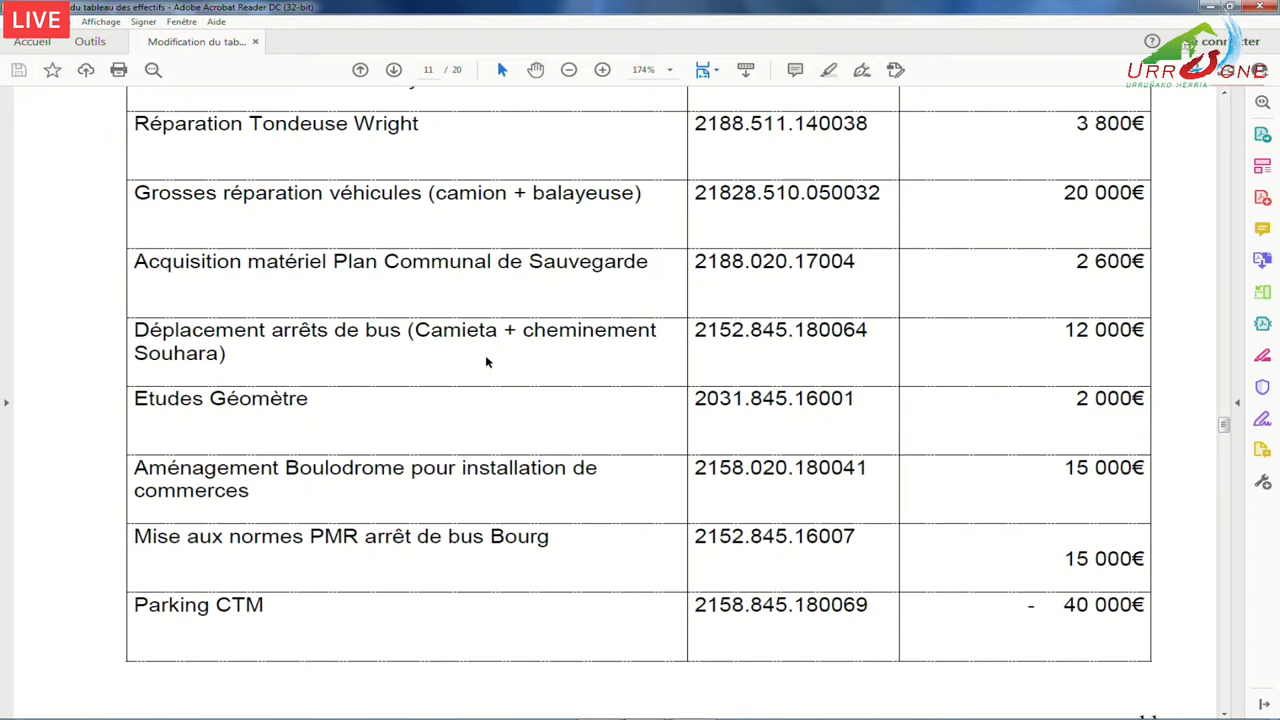 LIVE
du tableau des effectifs - Adobe Acrobat Reader DC (32-bit)
Affichage Signer Fenêtre Aide
Accueil Outils Modification du tab... ×
connecter
11 / 20 174%
URRUGNE
URRUÑAKO HERRIA
Réparation Tondeuse Wright 2188.511.140038 3 800€
Grosses réparation véhicules (camion + balayeuse) 21828.510.050032 20 000€
Acquisition matériel Plan Communal de Sauvegarde 2188.020.17004 2 600€
Déplacement arrêts de bus (Camieta + cheminement 2152.845.180064 12 000€
Souhara)
Etudes Géomètre 2031.845.16001 2 000€
Aménagement Boulodrome pour installation de 2158.020.180041 15 000€
commerces
Mise aux normes PMR arrêt de bus Bourg 2152.845.16007
15 000€
Parking CTM 2158.845.180069 - 40 000€